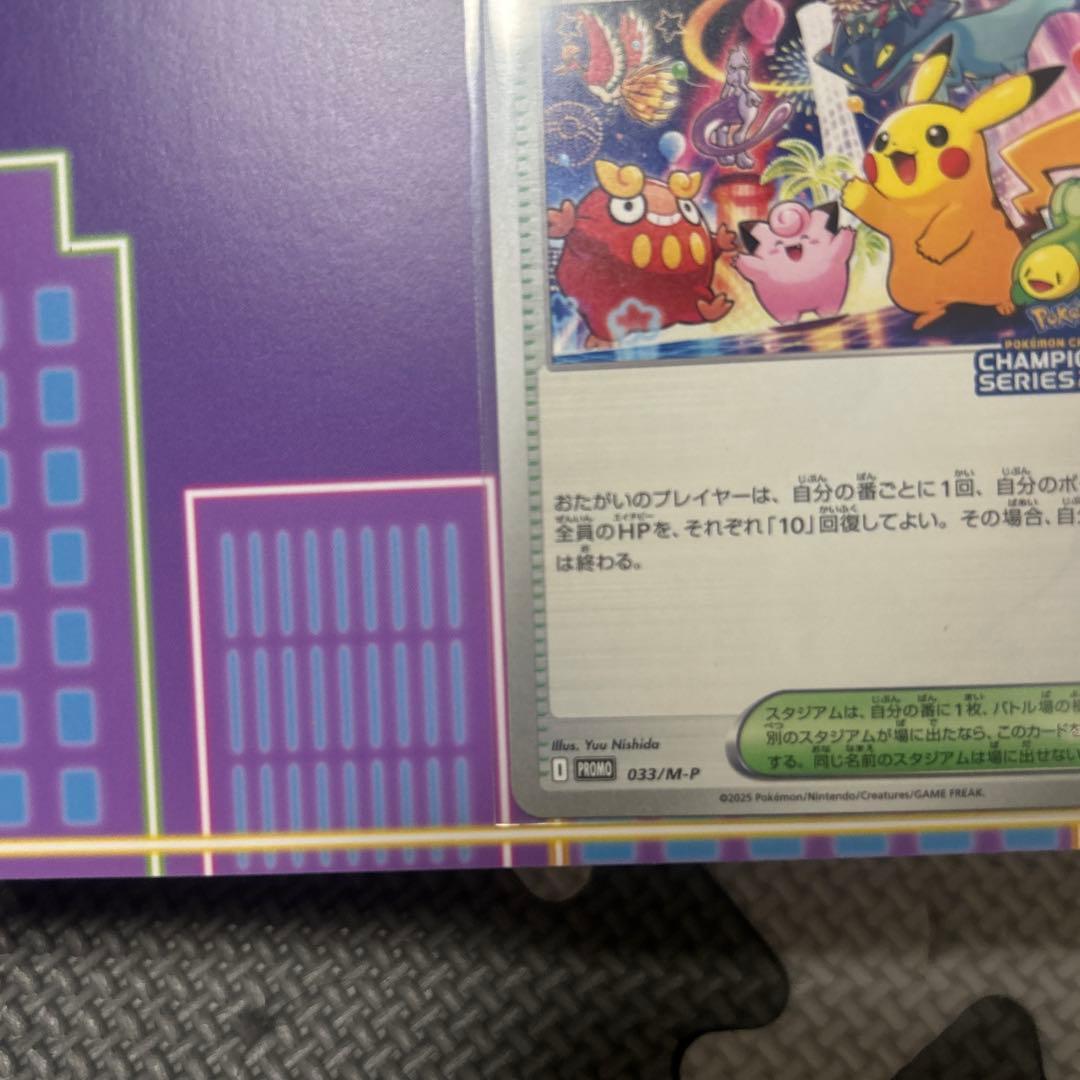 POKÉMON
CHAMPIO
SERIES
おたがいのプレイヤーは、自分の番ごとに1回、自分のポ
全員のHPを、それぞれ「10」回復してよい。その場合、自
は終わる。
スタジアムは、自分の番に1枚、バトル場の
別のスタジアムが場に出たなら、このカードを
する。同じ名前のスタジアムは場に出せない
Illus. Yuu Nishida
I PROMO 033/M-P
©2025 Pokémon/Nintendo/Creatures/GAME FREAK.